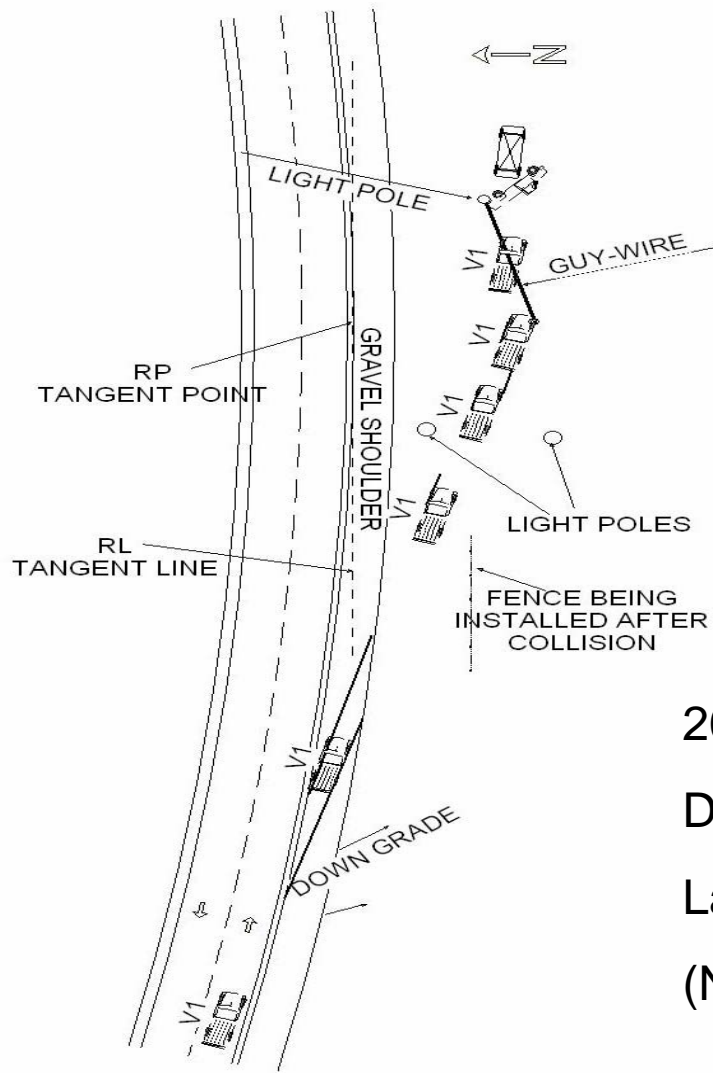 N
LIGHT POLE
V1
GUY-WIRE
V1
RP
TANGENT POINT
GRAVEL SHOULDER
V1
V1
LIGHT POLES
RL
TANGENT LINE
FENCE BEING
INSTALLED AFTER
COLLISION
V1
DOWN GRADE
V1